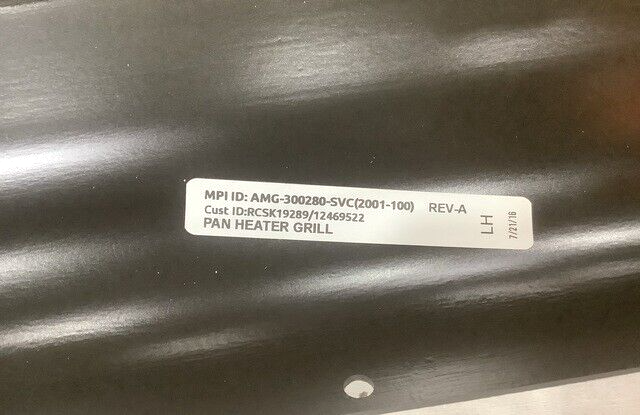 MPI ID: AMG-300280-SVC(2001-100) REV-A
Cust ID:RCSK19289/12469522
PAN HEATER GRILL
LH
7/21/16